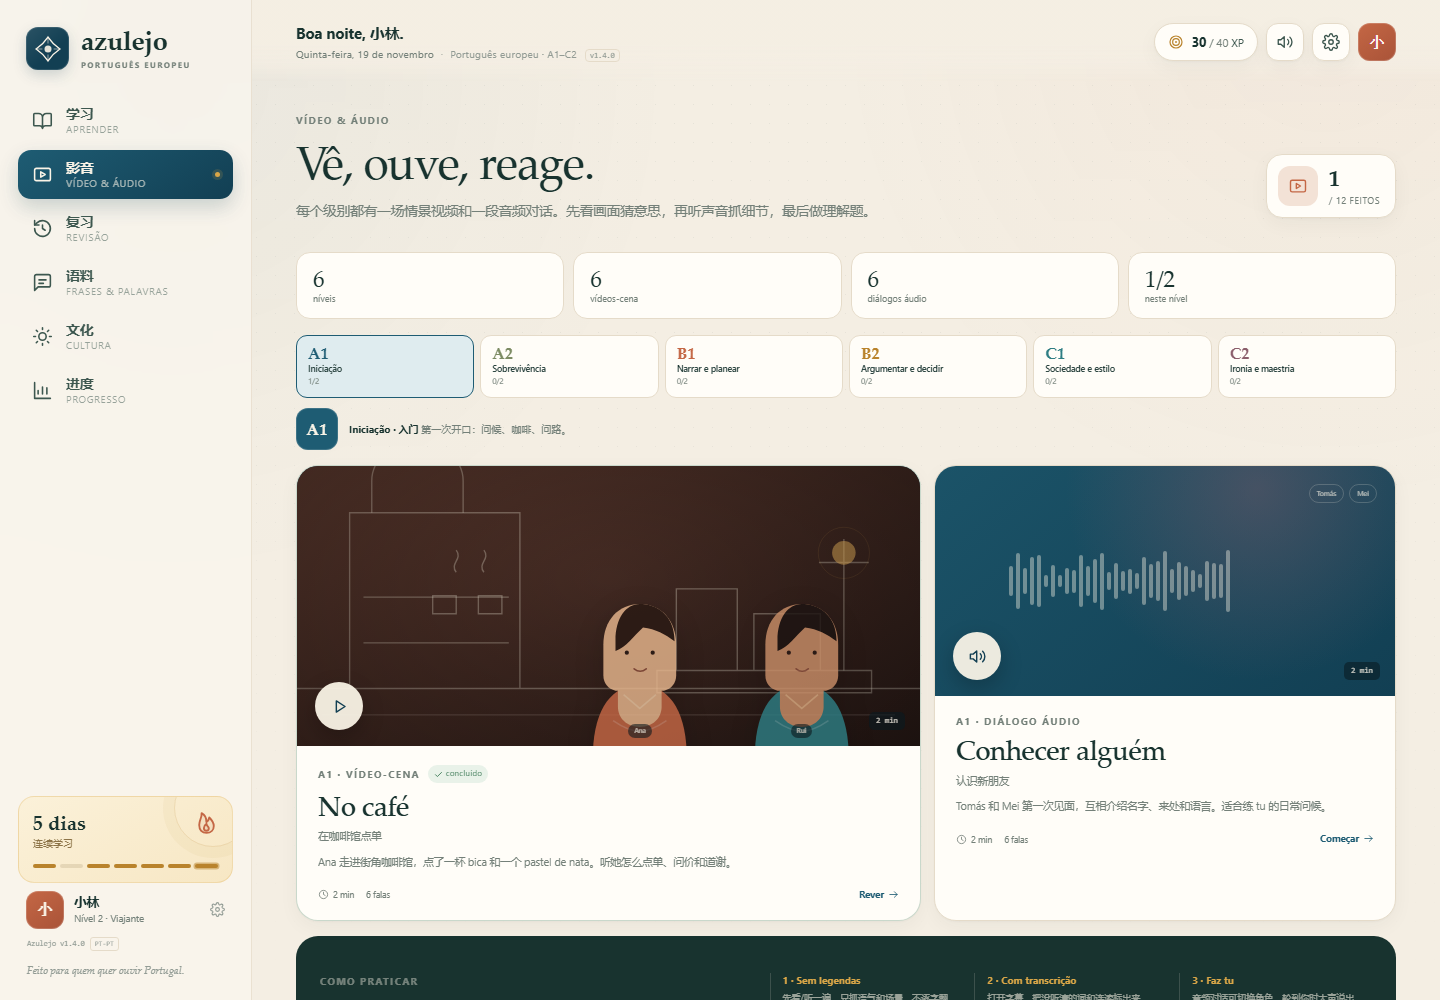 azulejo
PORTUGUÊS EUROPEU
学习
APRENDER
影音
VÍDEO & ÁUDIO
复习
REVISÃO
语料
FRASES & PALAVRAS
文化
CULTURA
进度
PROGRESSO
5 dias
连续学习
小
小林
Nível 2 · Viajante
Azulejo v1.4.0 PT-PT
Feito para quem quer ouvir Portugal.
Boa noite, 小林.
Quinta-feira, 19 de novembro · Português europeu · A1–C2 v1.4.0
30 / 40 XP
小
VÍDEO & ÁUDIO
Vê, ouve, reage.
每个级别都有一场情景视频和一段音频对话。先看画面猜意思，再听声音抓细节，最后做理解题。
1
/ 12 FEITOS
6
níveis
6
vídeos-cena
6
diálogos áudio
1/2
neste nível
A1
Iniciação
1/2
A2
Sobrevivência
0/2
B1
Narrar e planear
0/2
B2
Argumentar e decidir
0/2
C1
Sociedade e estilo
0/2
C2
Ironia e maestria
0/2
A1
Iniciação · 入门 第一次开口：问候、咖啡、问路。
Ana
Rui
2 min
A1 · VÍDEO-CENA
concluído
No café
在咖啡馆点单
Ana 走进街角咖啡馆，点了一杯 bica 和一个 pastel de nata。听她怎么点单、问价和道谢。
2 min 6 falas
Rever →
Tomás
Mei
2 min
A1 · DIÁLOGO ÁUDIO
Conhecer alguém
认识新朋友
Tomás 和 Mei 第一次见面，互相介绍名字、来处和语言。适合练 tu 的日常问候。
2 min 6 falas
Começar →
COMO PRATICAR
1 · Sem legendas
2 · Com transcrição
3 · Faz tu